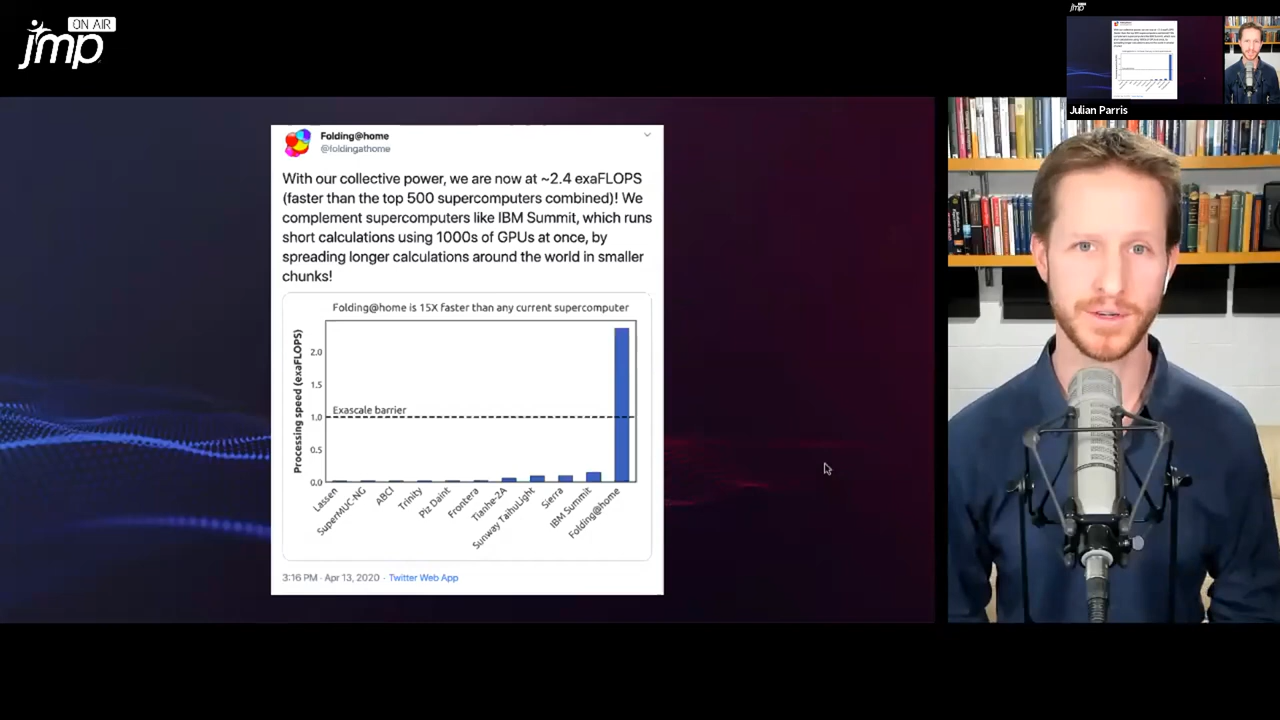 ON AIR
jmp
Julian Parris
Folding@home
@foldingathome
With our collective power, we are now at ~2.4 exaFLOPS
(faster than the top 500 supercomputers combined)! We
complement supercomputers like IBM Summit, which runs
short calculations using 1000s of GPUs at once, by
spreading longer calculations around the world in smaller
chunks!
Folding@home is 15X faster than any current supercomputer
Processing speed (exaFLOPS)
2.0
1.5
1.0
0.5
0.0
Exascale barrier
Lassen
SuperMUC-NG
ABCI
Trinity
Piz Daint
Frontera
Tianhe-2A
Sunway TaihuLight
Sierra
IBM Summit
Folding@home
3:16 PM · Apr 13, 2020 · Twitter Web App